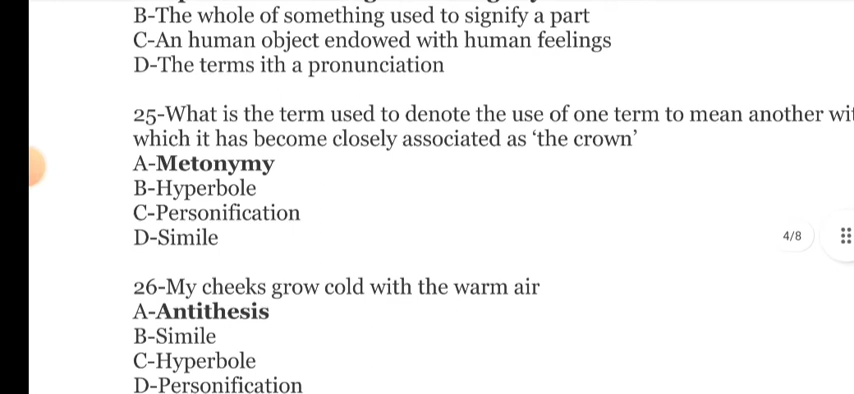 B-The whole of something used to signify a part
C-An human object endowed with human feelings
D-The terms ith a pronunciation
25-What is the term used to denote the use of one term to mean another
which it has become closely associated as ‘the crown’
A-Metonymy
B-Hyperbole
C-Personification
D-Simile
4/8
26-My cheeks grow cold with the warm air
A-Antithesis
B-Simile
C-Hyperbole
D-Personification